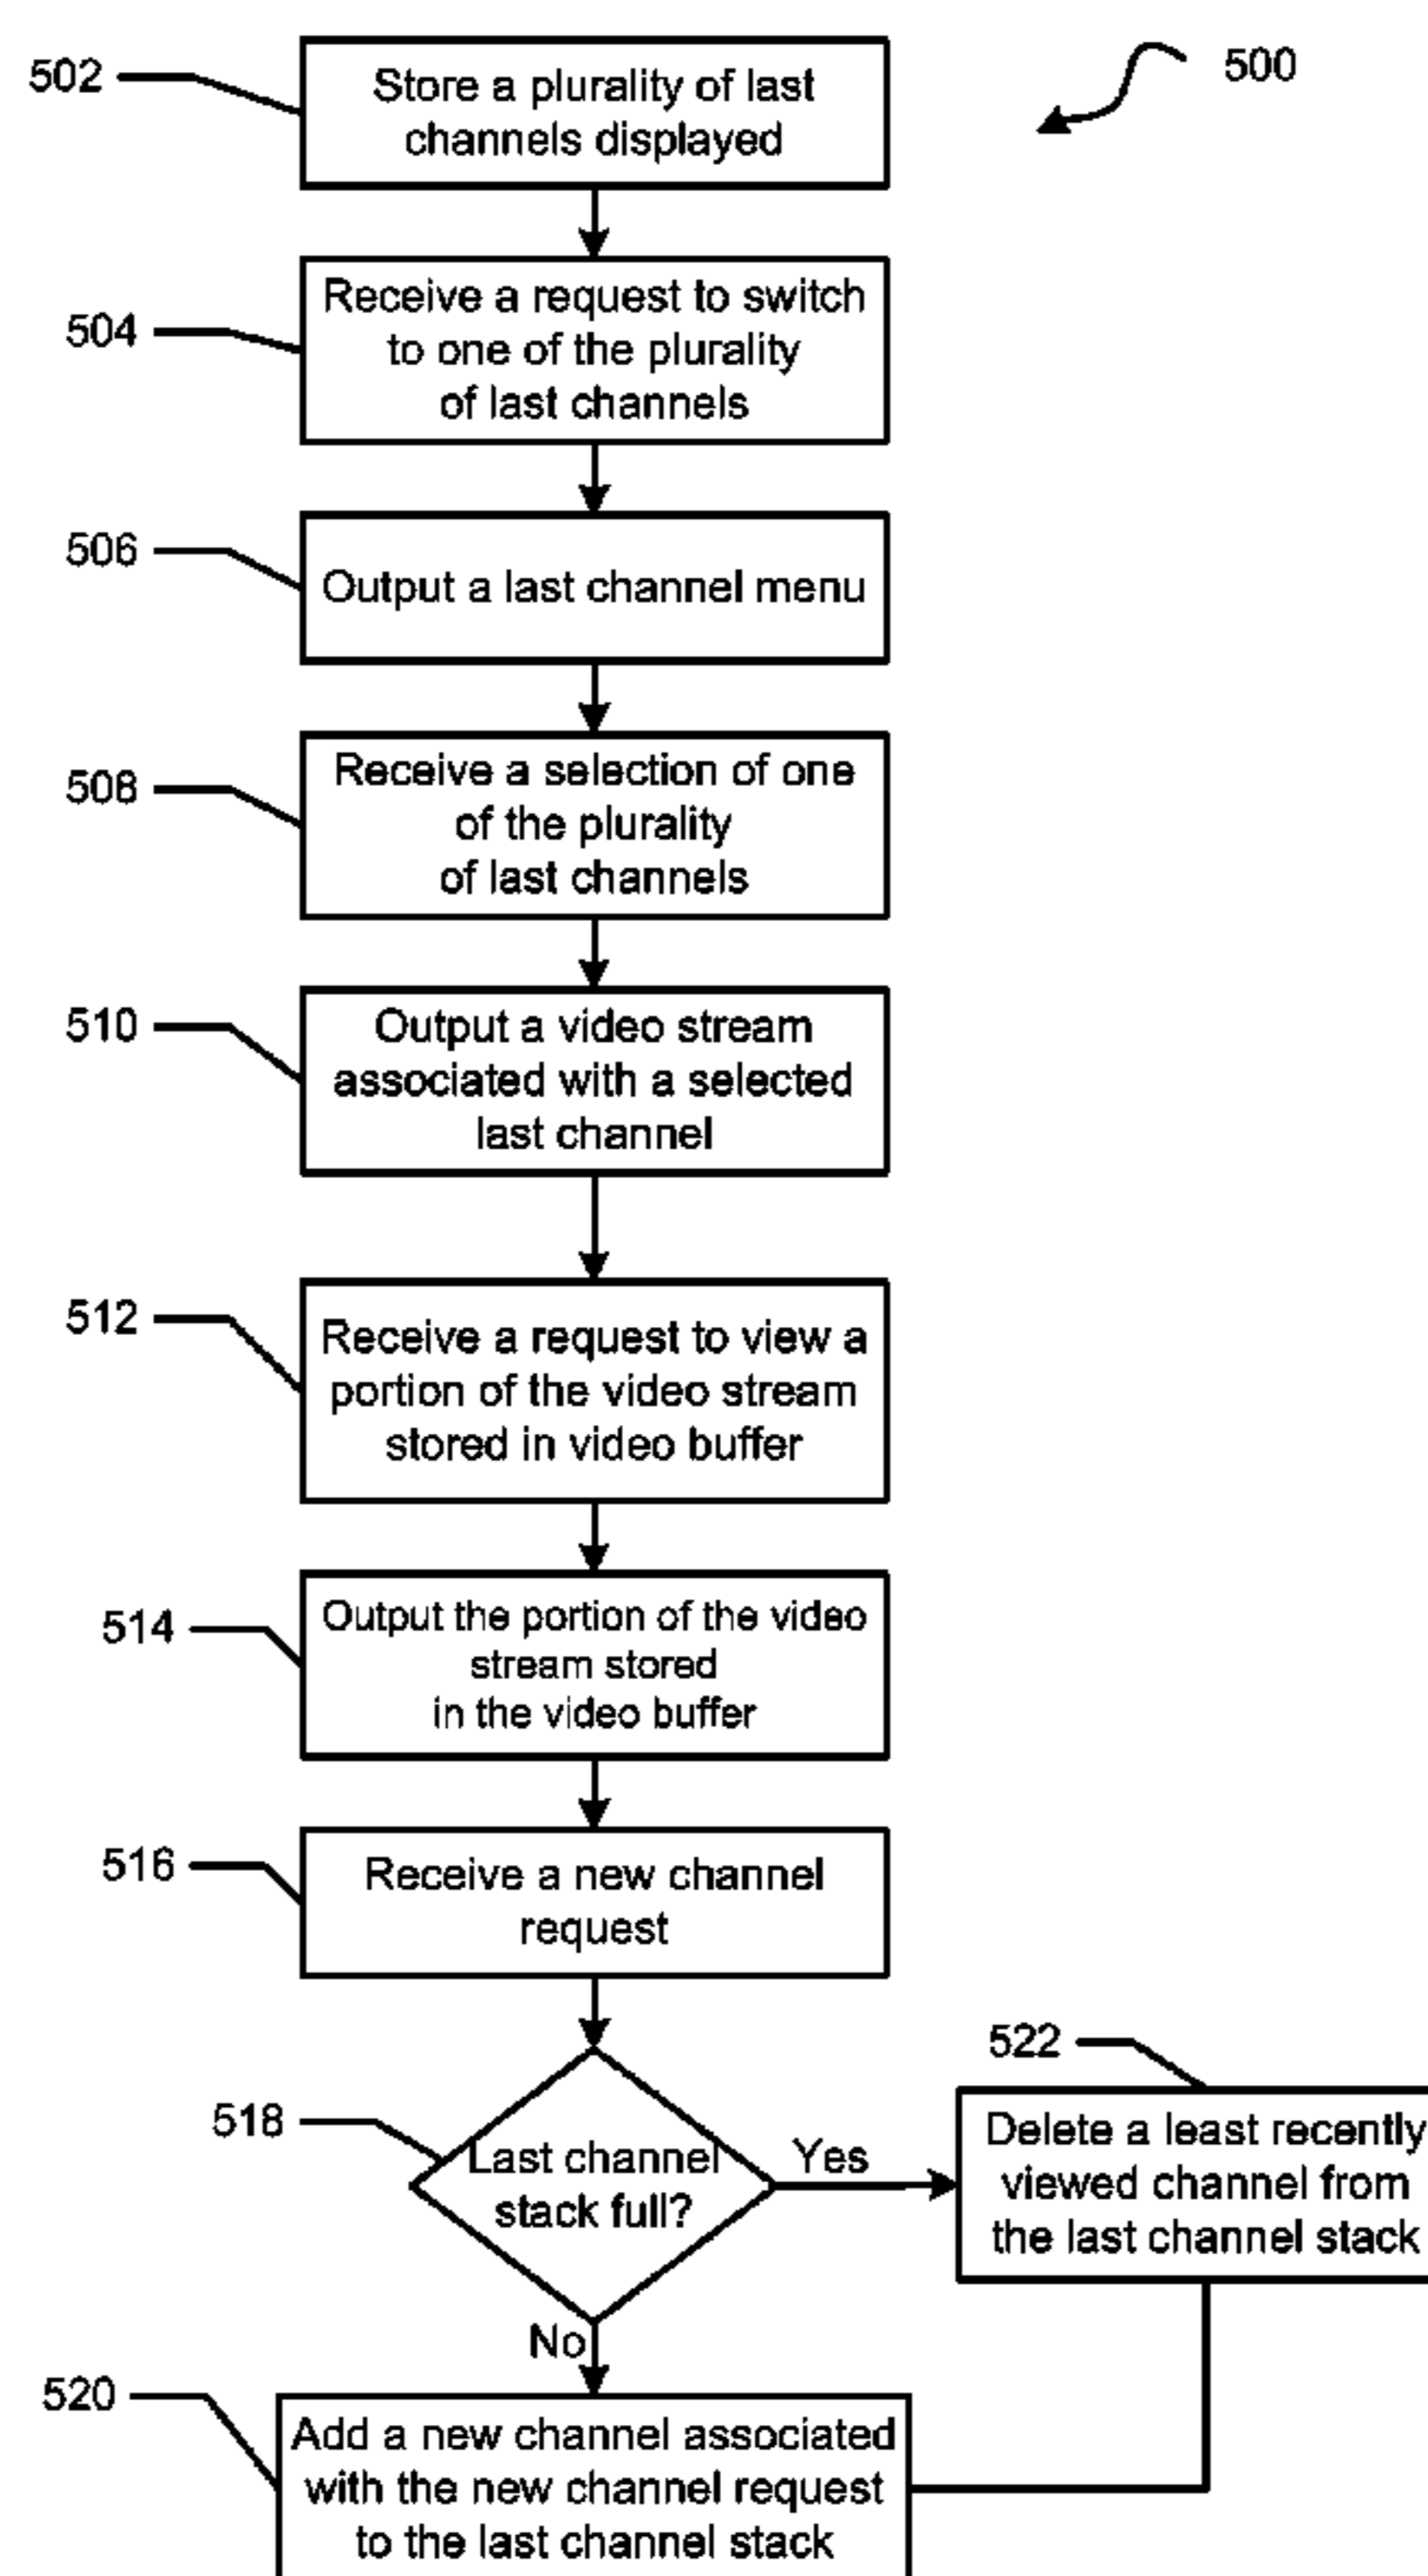 500
502
Store a plurality of last
channels displayed
504
Receive a request to switch
to one of the plurality
of last channels
506
Output a last channel menu
508
Receive a selection of one
of the plurality
of last channels
510
Output a video stream
associated with a selected
last channel
512
Receive a request to view a
portion of the video stream
stored in video buffer
514
Output the portion of the video
stream stored
in the video buffer
516
Receive a new channel
request
518
Last channel
stack full?
Yes
522
Delete a least recently
viewed channel from
the last channel stack
No
520
Add a new channel associated
with the new channel request
to the last channel stack